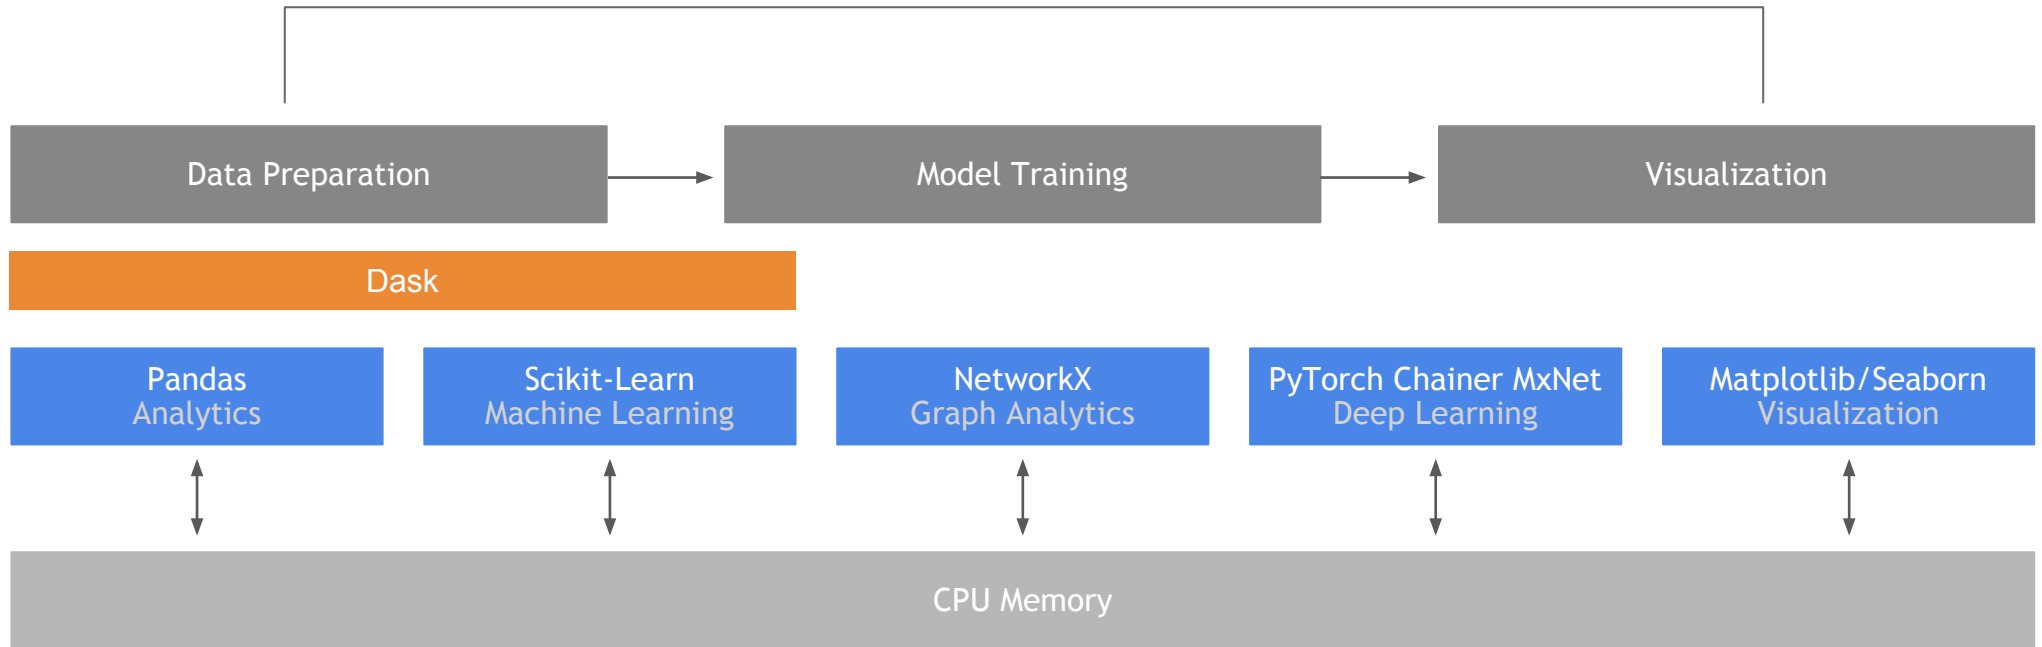 Data Preparation
Model Training
Visualization
Dask
Pandas
Analytics
Scikit-Learn
Machine Learning
NetworkX
Graph Analytics
PyTorch Chainer MxNet
Deep Learning
Matplotlib/Seaborn
Visualization
CPU Memory